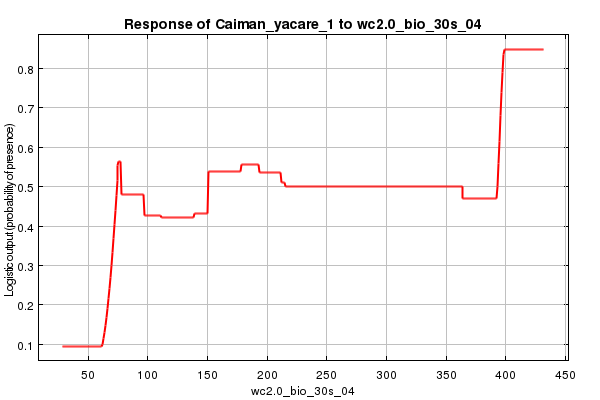 Response of Caiman_yacare_1 to wc2.0_bio_30s_04
Logistic output (probability of presence)
0.8
0.7
0.6
0.5
0.4
0.3
0.2
0.1
50 100 150 200 250 300 350 400 450
wc2.0_bio_30s_04